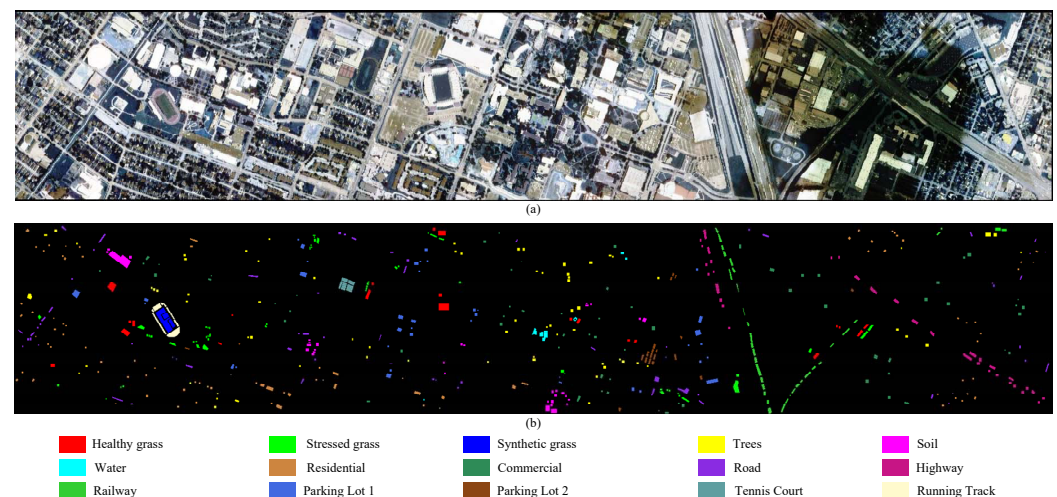 (a)
(b)
Healthy grass Stressed grass Synthetic grass Trees Soil
Water Residential Commercial Road Highway
Railway Parking Lot 1 Parking Lot 2 Tennis Court Running Track